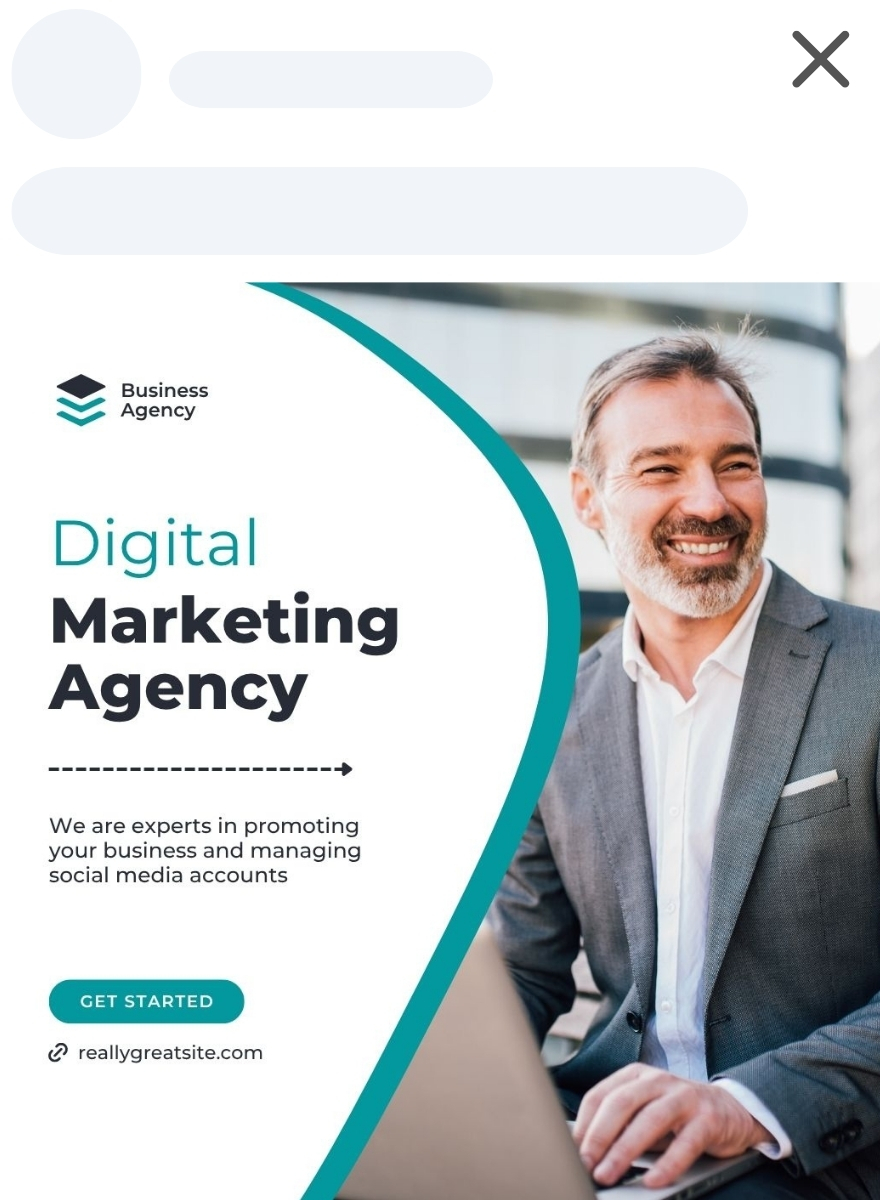 Business
Agency
Digital
Marketing
Agency
We are experts in promoting
your business and managing
social media accounts
GET STARTED
reallygreatsite.com